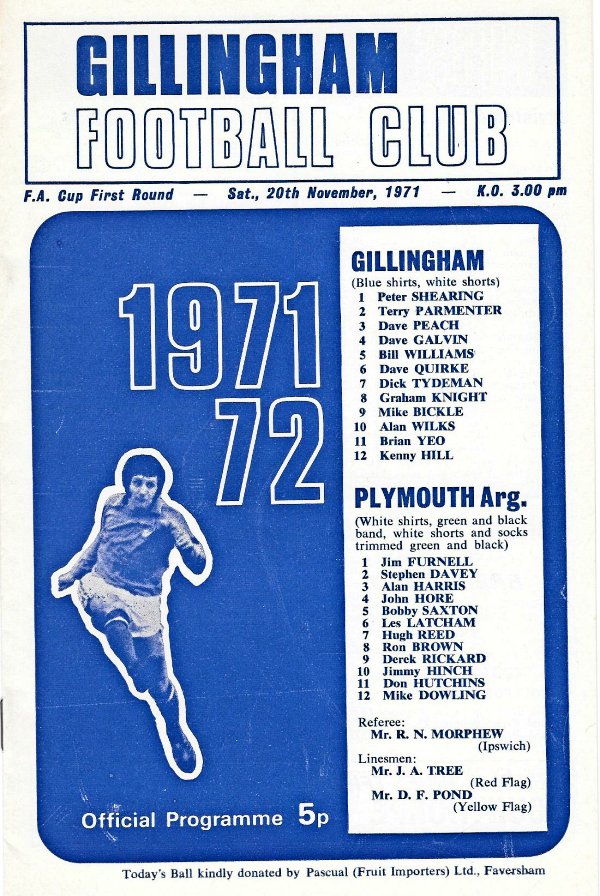 GILLINGHAM
FOOTBALL CLUB
F.A. Cup First Round — Sat., 20th November, 1971 — K.O. 3.00 pm
1971
72
GILLINGHAM
(Blue shirts, white shorts)
1 Peter SHEARING
2 Terry PARMENTER
3 Dave PEACH
4 Dave GALVIN
5 Bill WILLIAMS
6 Dave QUIRKE
7 Dick TYDEMAN
8 Graham KNIGHT
9 Mike BICKLE
10 Alan WILKS
11 Brian YEO
12 Kenny HILL
PLYMOUTH Arg.
(White shirts, green and black
band, white shorts and socks
trimmed green and black)
1 Jim FURNELL
2 Stephen DAVEY
3 Alan HARRIS
4 John HORE
5 Bobby SAXTON
6 Les LATCHAM
7 Hugh REED
8 Ron BROWN
9 Derek RICKARD
10 Jimmy HINCH
11 Don HUTCHINS
12 Mike DOWLING
Referee:
Mr. R. N. MORPHEW
(Ipswich)
Linesmen:
Mr. J. A. TREE
(Red Flag)
Mr. D. F. POND
(Yellow Flag)
Official Programme 5p
Today's Ball kindly donated by Pascual (Fruit Importers) Ltd., Faversham